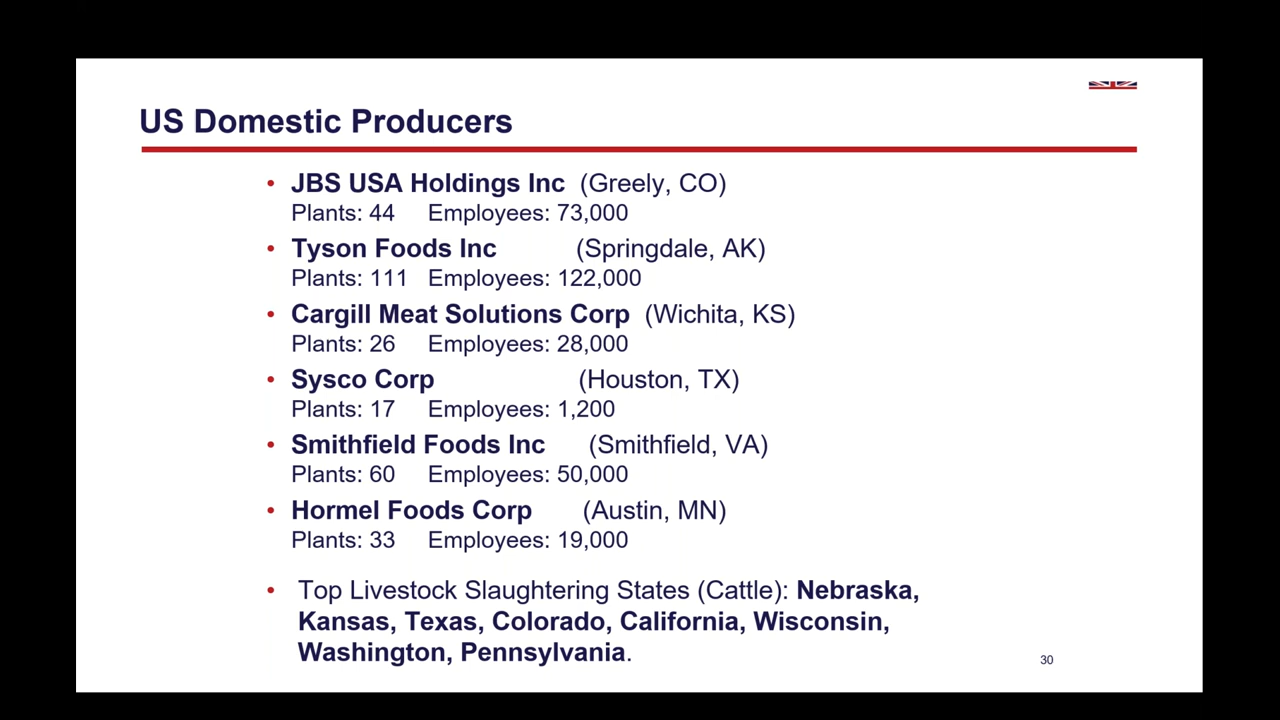 US Domestic Producers
• JBS USA Holdings Inc (Greely, CO)
Plants: 44 Employees: 73,000
• Tyson Foods Inc (Springdale, AK)
Plants: 111 Employees: 122,000
• Cargill Meat Solutions Corp (Wichita, KS)
Plants: 26 Employees: 28,000
• Sysco Corp (Houston, TX)
Plants: 17 Employees: 1,200
• Smithfield Foods Inc (Smithfield, VA)
Plants: 60 Employees: 50,000
• Hormel Foods Corp (Austin, MN)
Plants: 33 Employees: 19,000
• Top Livestock Slaughtering States (Cattle): Nebraska,
Kansas, Texas, Colorado, California, Wisconsin,
Washington, Pennsylvania.
30